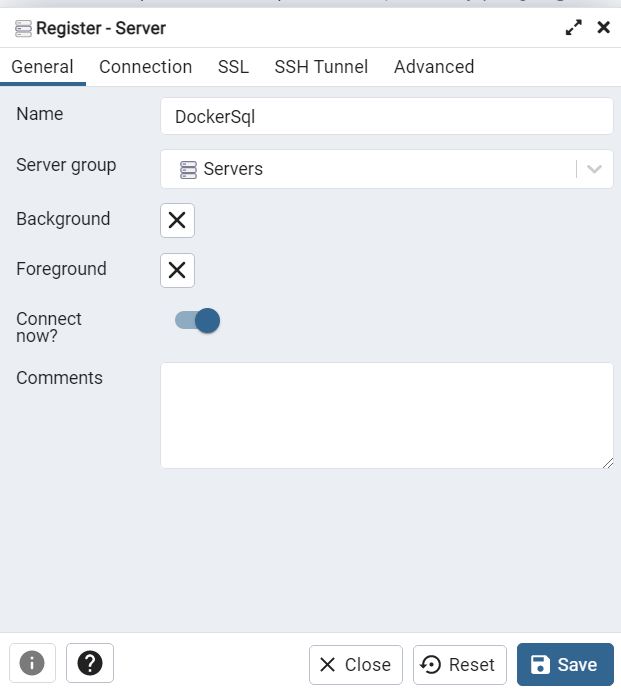 Register - Server
General Connection SSL SSH Tunnel Advanced
Name
DockerSql
Server group
Servers
Background
Foreground
Connect
now?
Comments
Close Reset Save